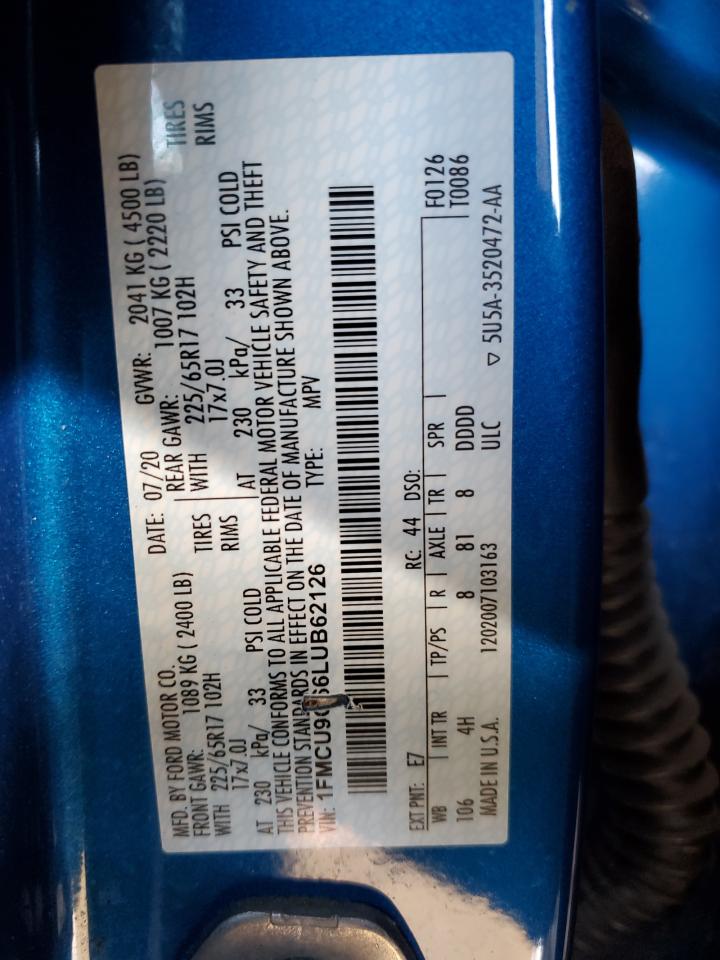 MFD. BY FORD MOTOR CO.
DATE: 07/20 GVWR: 2041 KG ( 4500 LB)
FRONT GAWR: 1089 KG ( 2400 LB) REAR GAWR: 1007 KG ( 2220 LB)
WITH 225/65R17 102H TIRES WITH 225/65R17 102H TIRES
17x7.0J RIMS 17x7.0J RIMS
AT 230 kPa/ 33 PSI COLD AT 230 kPa/ 33 PSI COLD
THIS VEHICLE CONFORMS TO ALL APPLICABLE FEDERAL MOTOR VEHICLE SAFETY AND THEFT
PREVENTION STANDARDS IN EFFECT ON THE DATE OF MANUFACTURE SHOWN ABOVE.
VIN: TYPE: MPV
EXT PNT: E7 RC: 44 DSO:
WB INT TR TP/PS R AXLE TR SPR F0126
106 4H 8 81 8 DDDD T0086
MADE IN U.S.A. 1202007103163 ULC
▽ 5U5A-3520472-AA